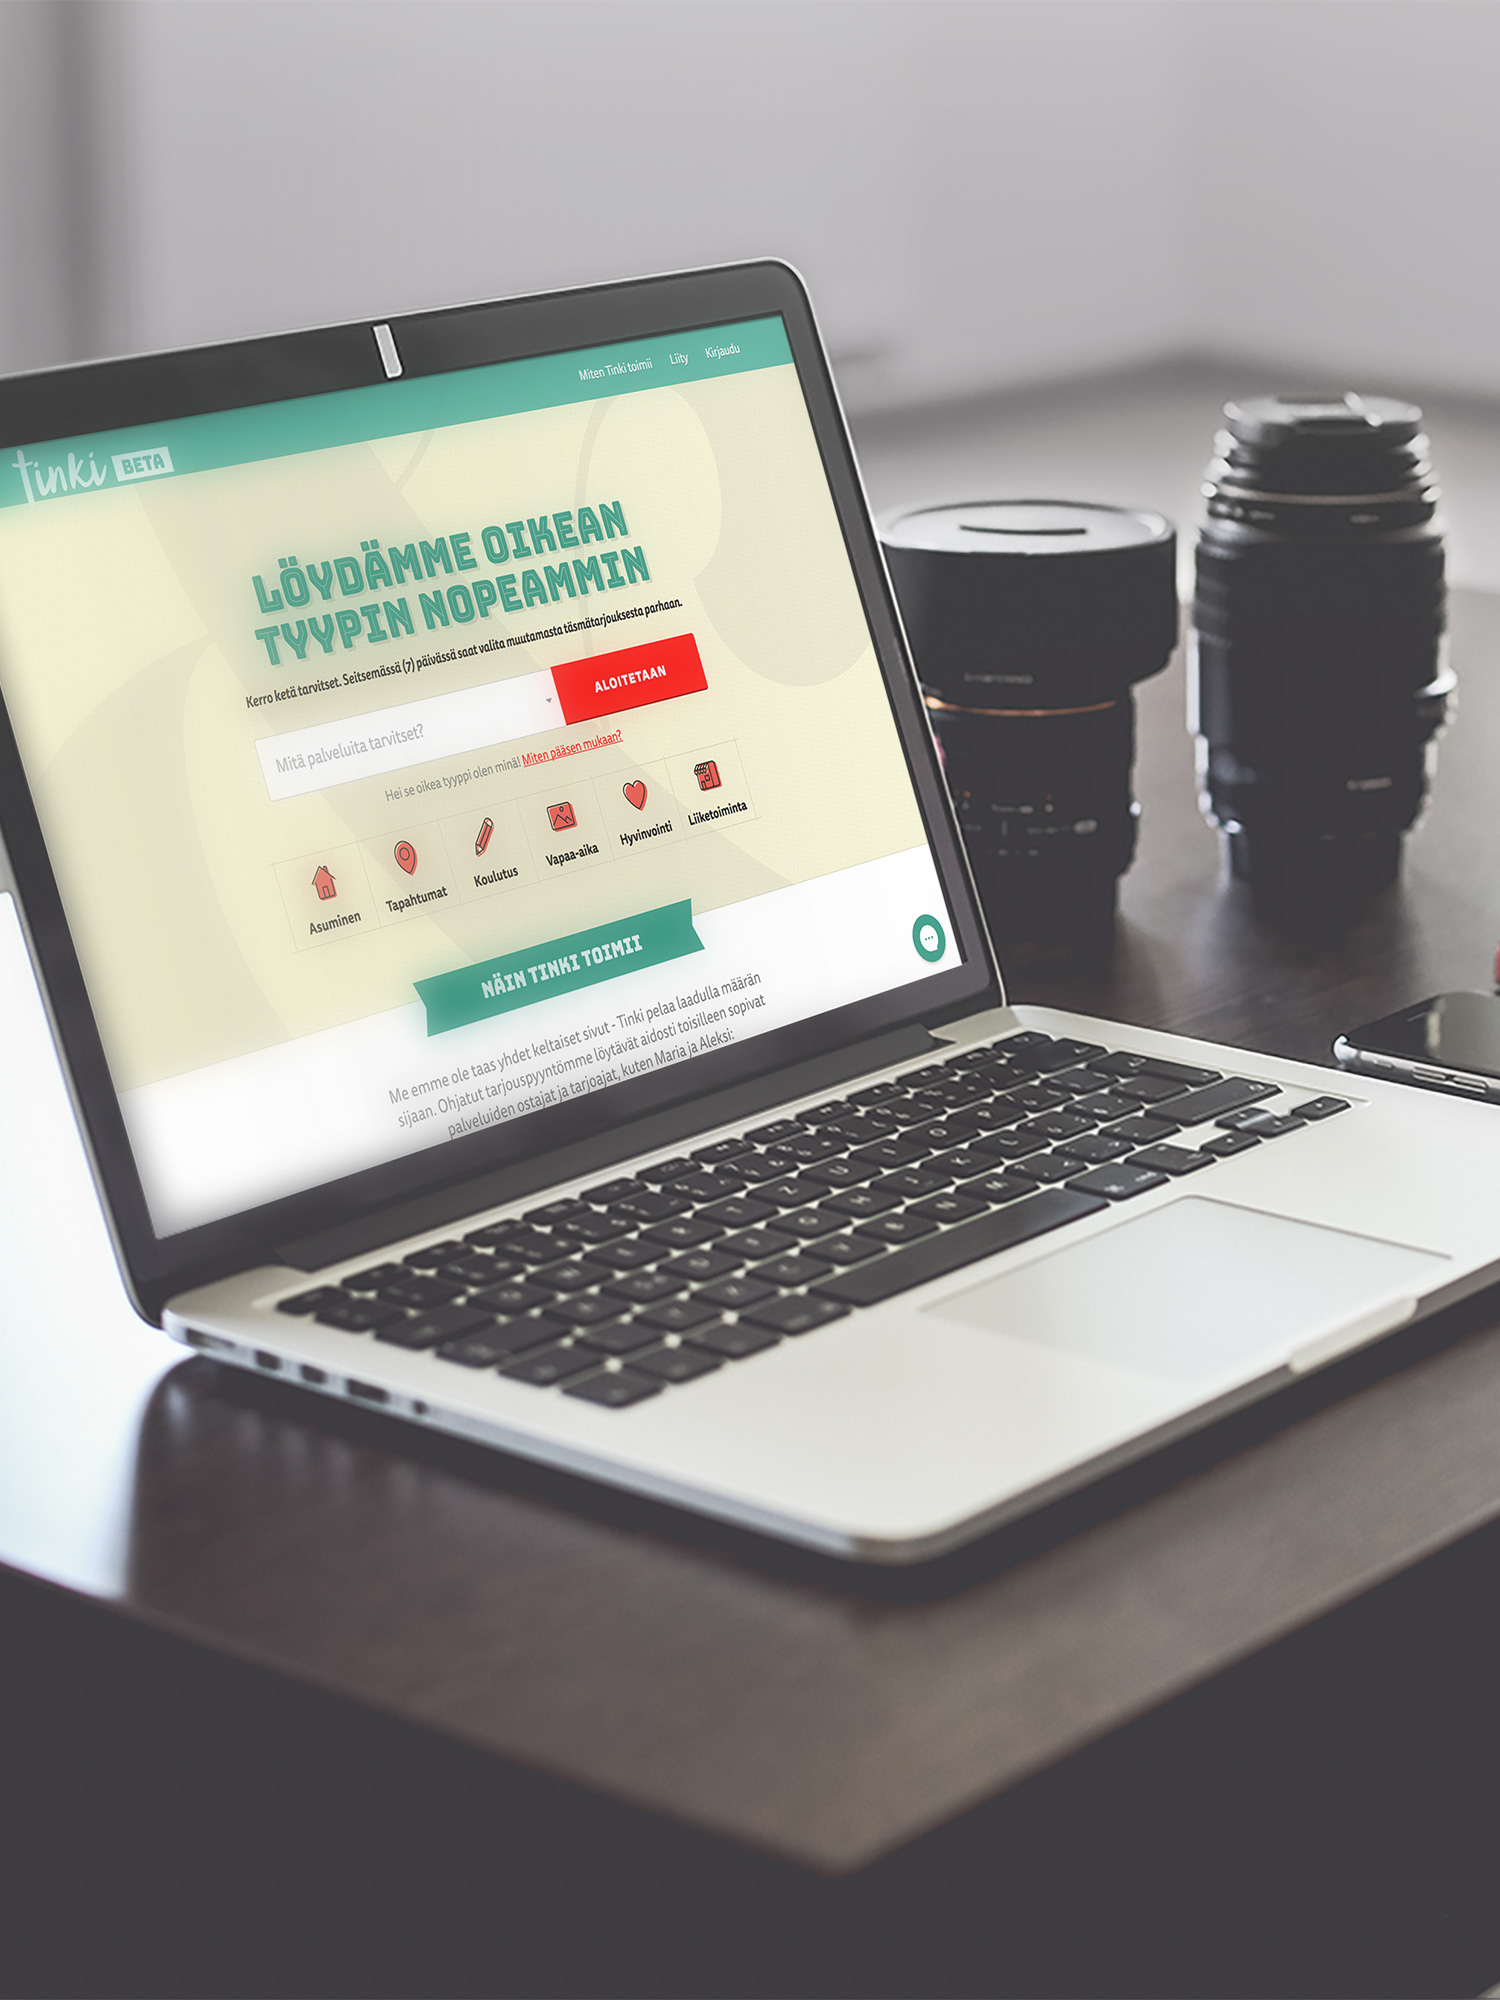 Miten Tinki toimii Liity Kirjaudu
tinki BETA
LÖYDÄMME OIKEAN
TYYPIN NOPEAMMIN
Kerro ketä tarvitset. Seitsemässä (7) päivässä saat valita muutamasta täsmätarjouksesta parhaan.
Mitä palveluita tarvitset?
ALOITETAAN
Hei se oikea tyyppi olen minä! Miten pääsen mukaan?
Asuminen
Tapahtumat
Koulutus
Vapaa-aika
Hyvinvointi
Liiketoiminta
NÄIN TINKI TOIMII
Me emme ole taas yhdet keltaiset sivut - Tinki pelaa laadulla määrän
sijaan. Ohjatut tarjouspyyntömme löytävät aidosti toisilleen sopivat
palveluiden ostajat ja tarjoajat, kuten Maria ja Aleksi: